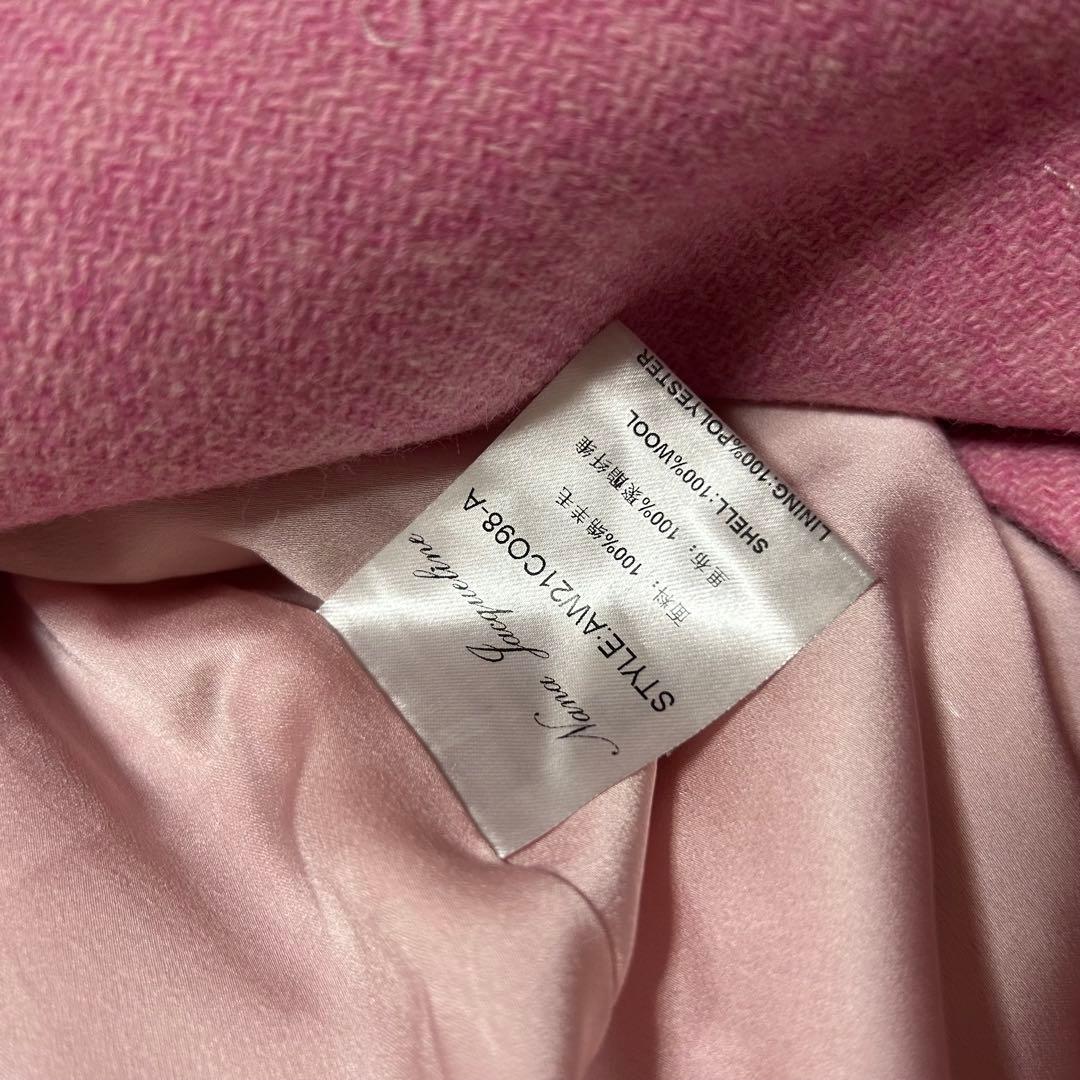 Nana Jacqueline
STYLE:AW21CO98-A
面料：100%绵羊毛
里布：100%聚酯纤维
SHELL:100%WOOL
LINING:100%POLYESTER